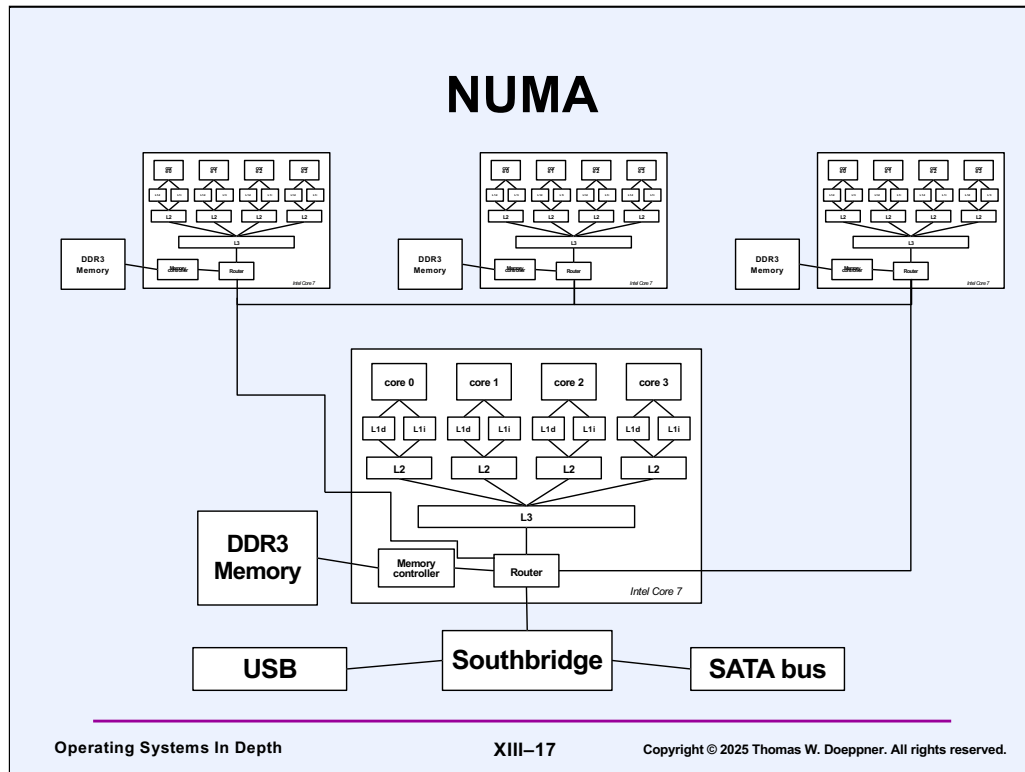 NUMA
L2 L2 L2 L2
L3
DDR3
Memory
Router
Intel Core 7
L2 L2 L2 L2
L3
DDR3
Memory
Router
Intel Core 7
L2 L2 L2 L2
L3
DDR3
Memory
Router
Intel Core 7
core 0 core 1 core 2 core 3
L1d L1i L1d L1i L1d L1i L1d L1i
L2 L2 L2 L2
L3
DDR3
Memory
Memory
controller
Router
Intel Core 7
USB Southbridge SATA bus
Operating Systems In Depth XIII–17 Copyright © 2025 Thomas W. Doeppner. All rights reserved.